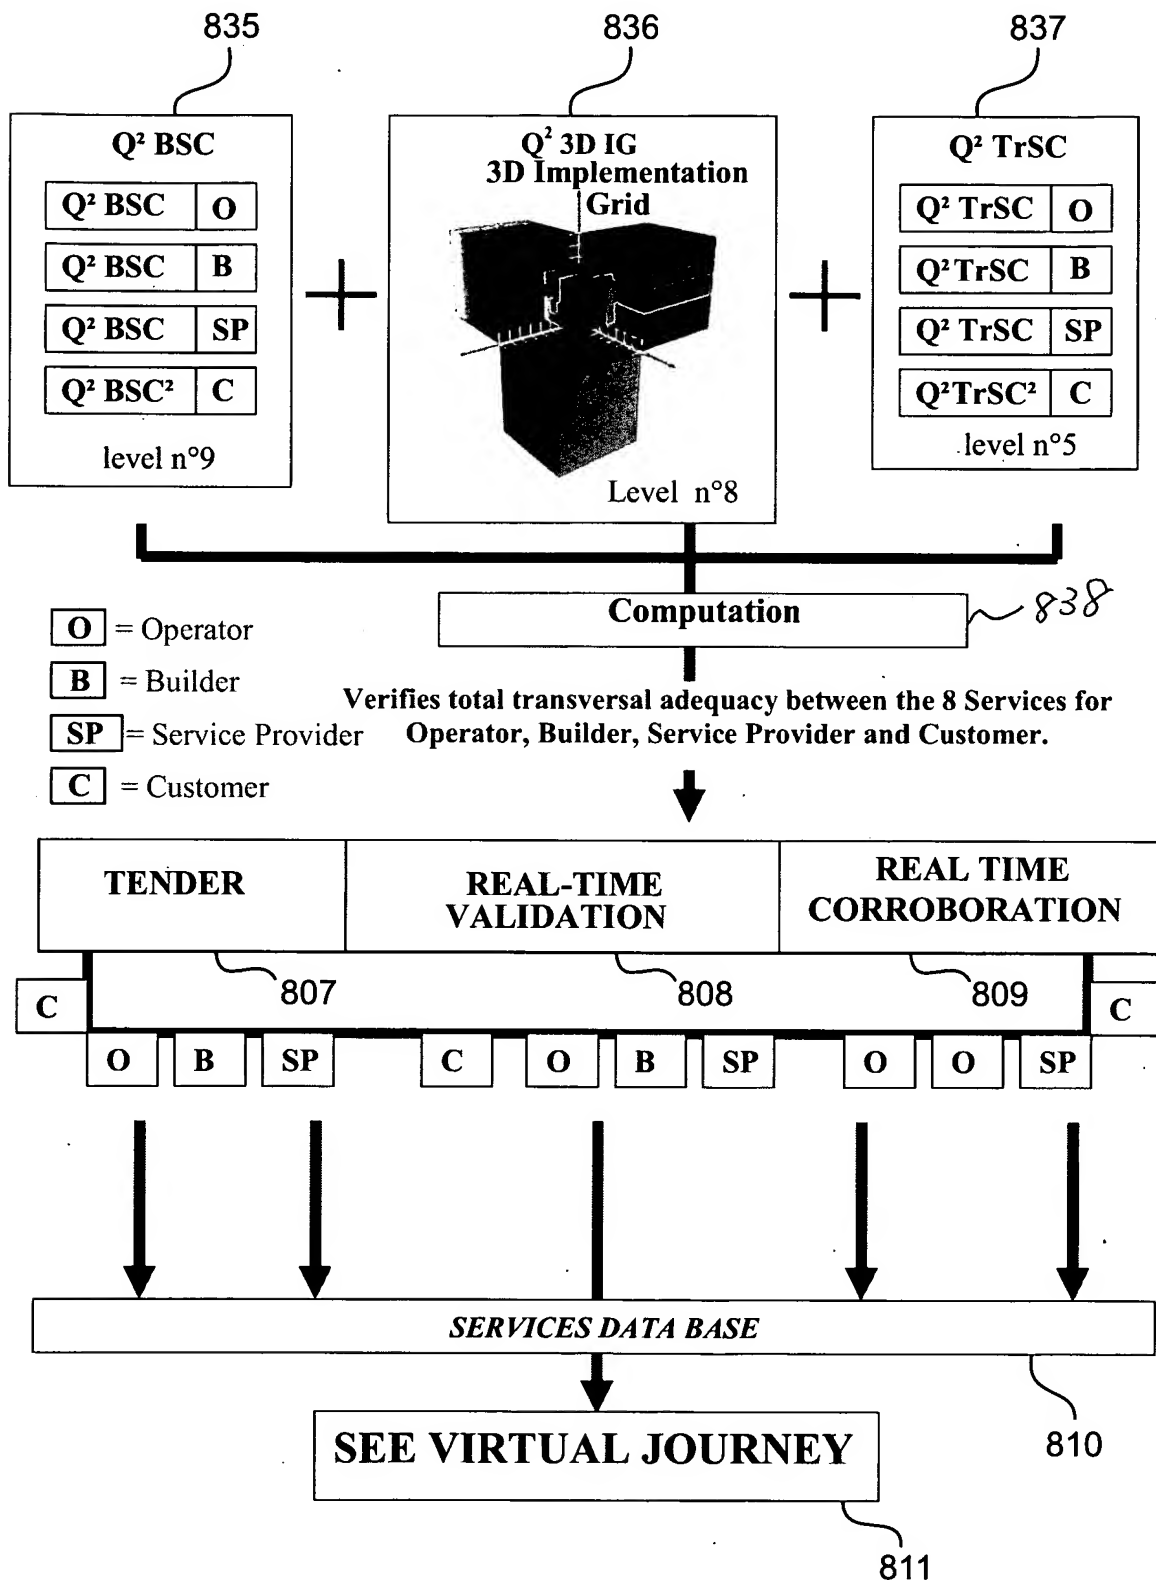 835
836
837
Q² BSC
Q² BSC O
Q² BSC B
Q² BSC SP
Q² BSC² C
level n°9
Q² 3D IG
3D Implementation
Grid
Level n°8
Q² TrSC
Q² TrSC O
Q² TrSC B
Q² TrSC SP
Q² TrSC² C
level n°5
+
+
Computation
838
O = Operator
B = Builder
SP = Service Provider
C = Customer
Verifies total transversal adequacy between the 8 Services for
Operator, Builder, Service Provider and Customer.
TENDER
REAL-TIME
VALIDATION
REAL TIME
CORROBORATION
807
808
809
C
C
O B SP C O B SP O O SP
SERVICES DATA BASE
810
SEE VIRTUAL JOURNEY
811